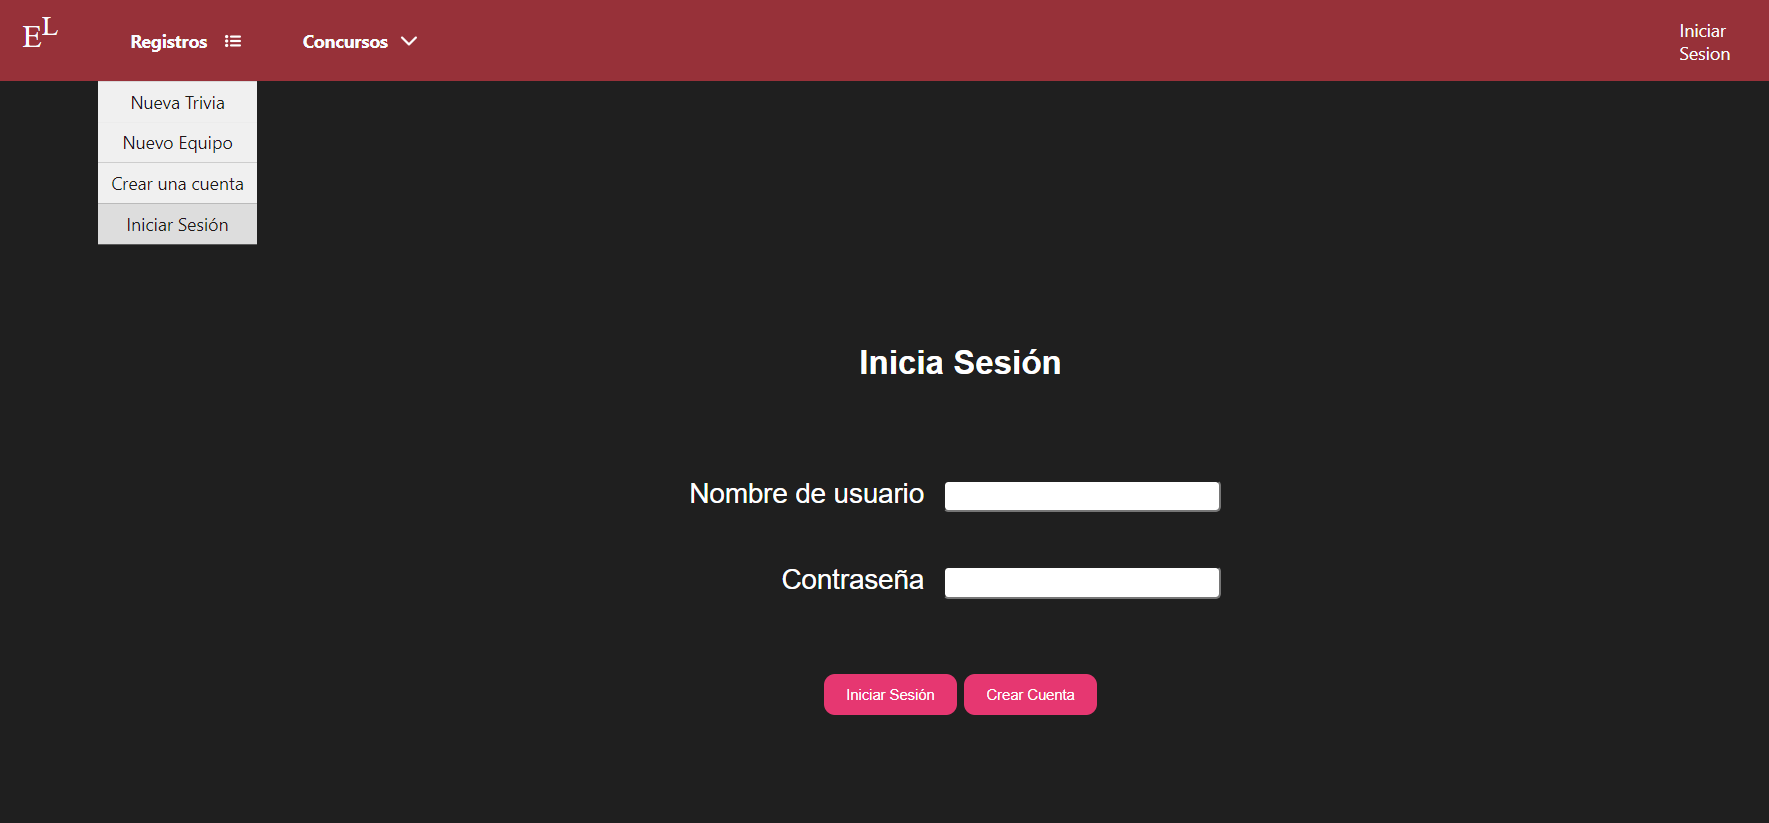 EL
Registros
Concursos
Iniciar
Sesion
Nueva Trivia
Nuevo Equipo
Crear una cuenta
Iniciar Sesión
Inicia Sesión
Nombre de usuario
Contraseña
Iniciar Sesión
Crear Cuenta